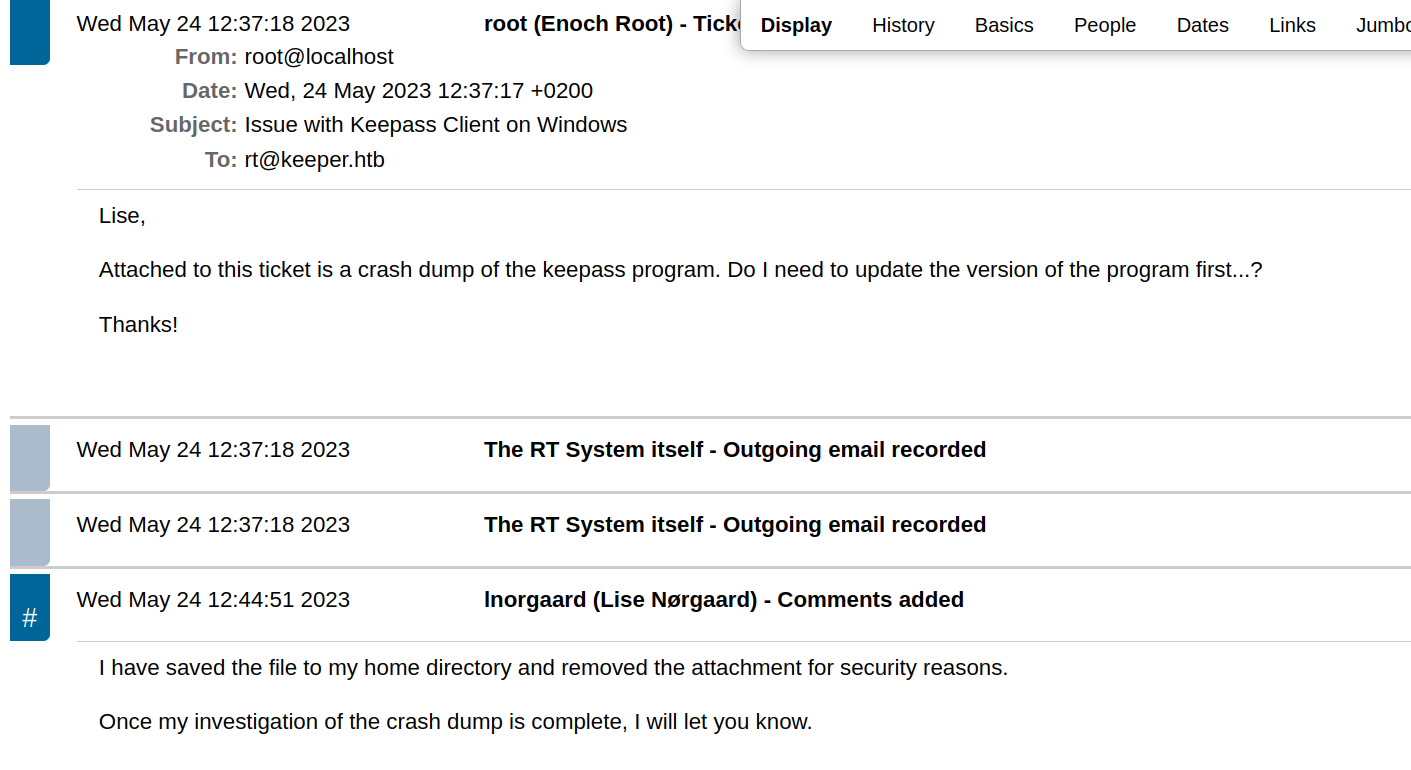 Wed May 24 12:37:18 2023 root (Enoch Root) - Display History Basics People Dates Links
From: root@localhost
Date: Wed, 24 May 2023 12:37:17 +0200
Subject: Issue with Keepass Client on Windows
To: rt@keeper.htb
Lise,
Attached to this ticket is a crash dump of the keepass program. Do I need to update the version of the program first...?
Thanks!
Wed May 24 12:37:18 2023 The RT System itself - Outgoing email recorded
Wed May 24 12:37:18 2023 The RT System itself - Outgoing email recorded
# Wed May 24 12:44:51 2023 lnorgaard (Lise Nørgaard) - Comments added
I have saved the file to my home directory and removed the attachment for security reasons.
Once my investigation of the crash dump is complete, I will let you know.